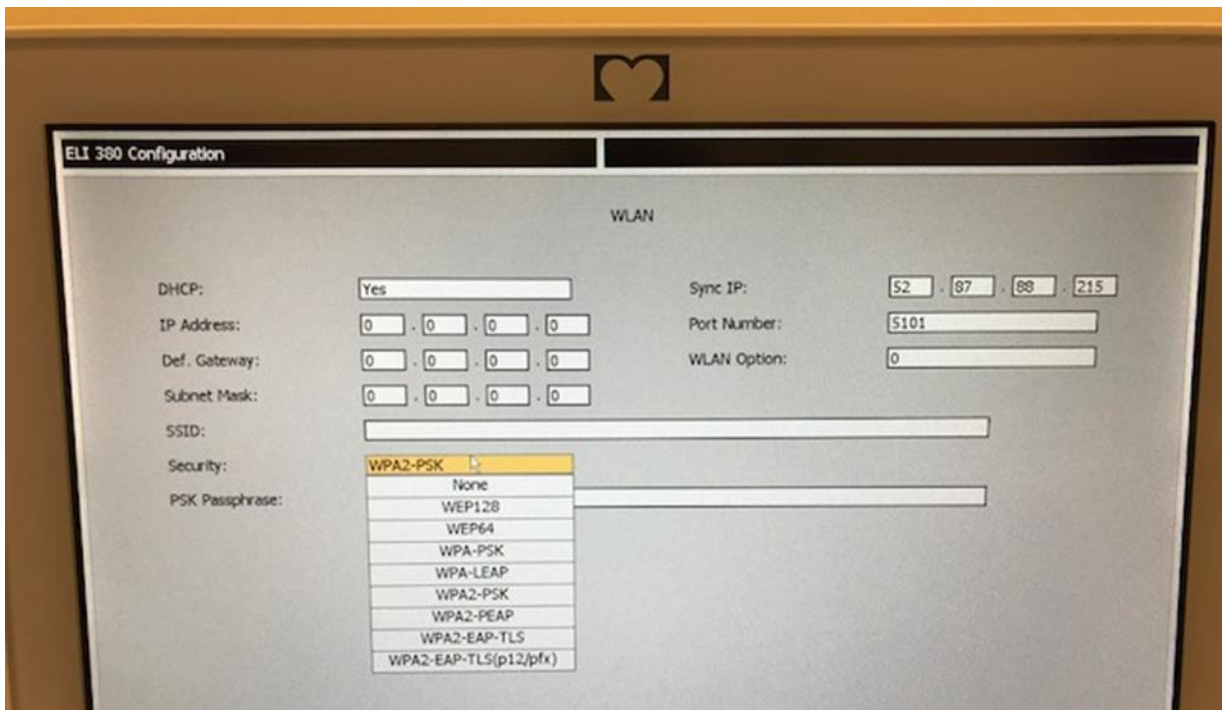 ELI 380 Configuration
WLAN
DHCP: Yes
IP Address: 0 . 0 . 0 . 0
Def. Gateway: 0 . 0 . 0 . 0
Subnet Mask: 0 . 0 . 0 . 0
SSID:
Security: WPA2-PSK
None
PSK Passphrase:
WEP128
WEP64
WPA-PSK
WPA-LEAP
WPA2-PSK
WPA2-PEAP
WPA2-EAP-TLS
WPA2-EAP-TLS(p12/pfx)
Sync IP: 52 . 87 . 88 . 215
Port Number: 5101
WLAN Option: 0